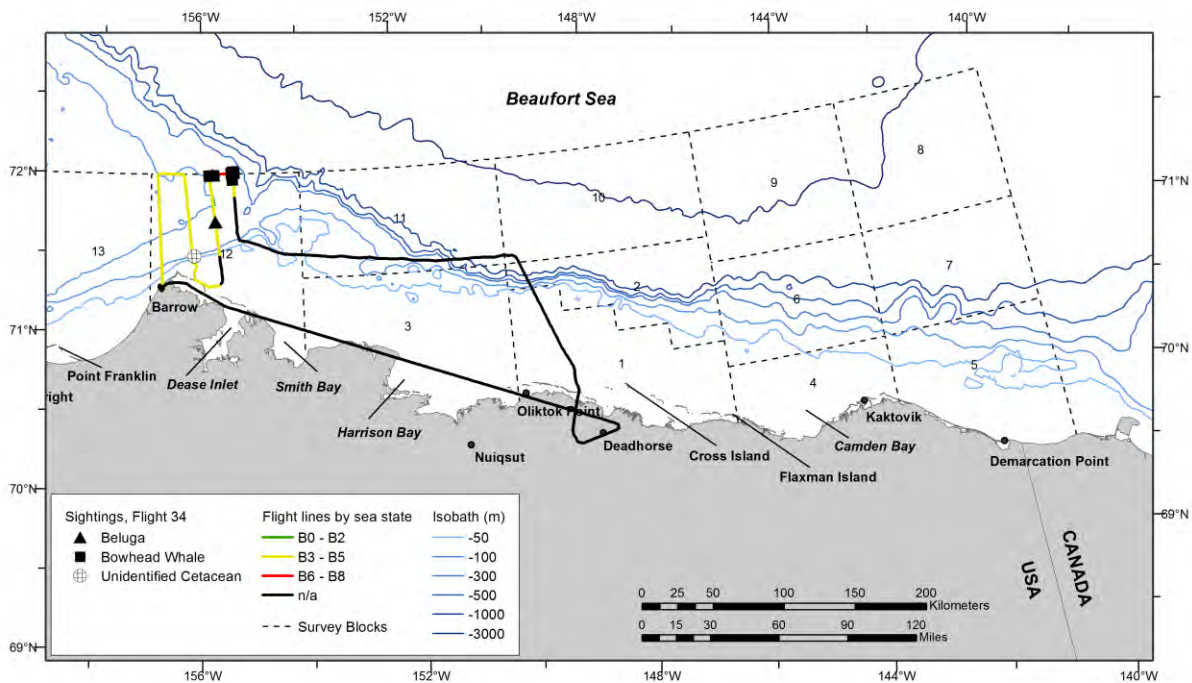 156°W 152°W 148°W 144°W 140°W
Beaufort Sea
72°N
71°N
8
9
10
11
13
12
7
2
6
71°N
70°N
Barrow
3
1
5
4
Point Franklin
right
Dease Inlet
Smith Bay
Harrison Bay
Oliktok Point
Nuiqsut
Deadhorse
Cross Island
Flaxman Island
Camden Bay
Kaktovik
Demarcation Point
70°N
69°N
Sightings, Flight 34
Beluga
Bowhead Whale
Unidentified Cetacean
Flight lines by sea state
B0 - B2
B3 - B5
B6 - B8
n/a
Survey Blocks
Isobath (m)
-50
-100
-300
-500
-1000
-3000
USA
CANADA
0 25 50 100 150 200
Kilometers
0 15 30 60 90 120
Miles
69°N
156°W 152°W 148°W 144°W 140°W